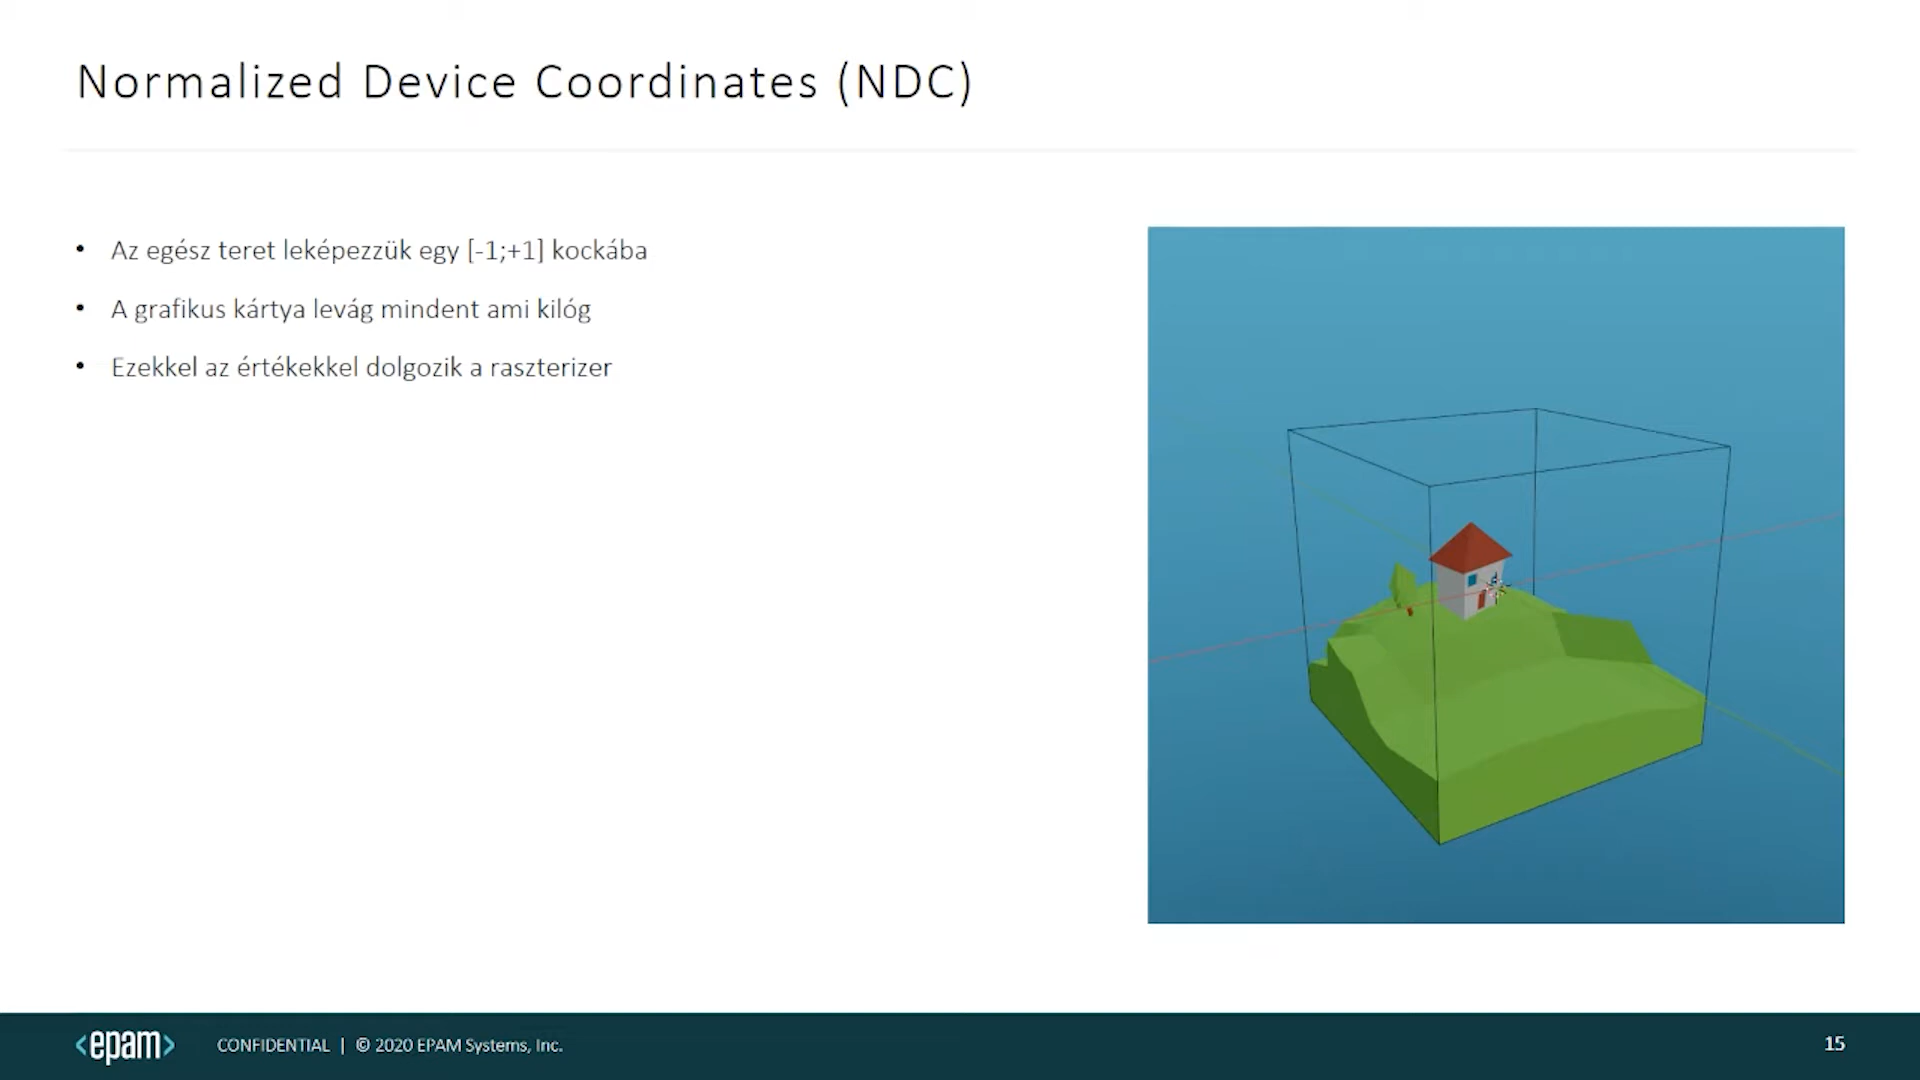 Normalized Device Coordinates (NDC)
• Az egész teret leképezzük egy [-1;+1] kockába
• A grafikus kártya levág mindent ami kilóg
• Ezekkel az értékekkel dolgozik a raszterizer
<epam> CONFIDENTIAL | © 2020 EPAM Systems, Inc. 15